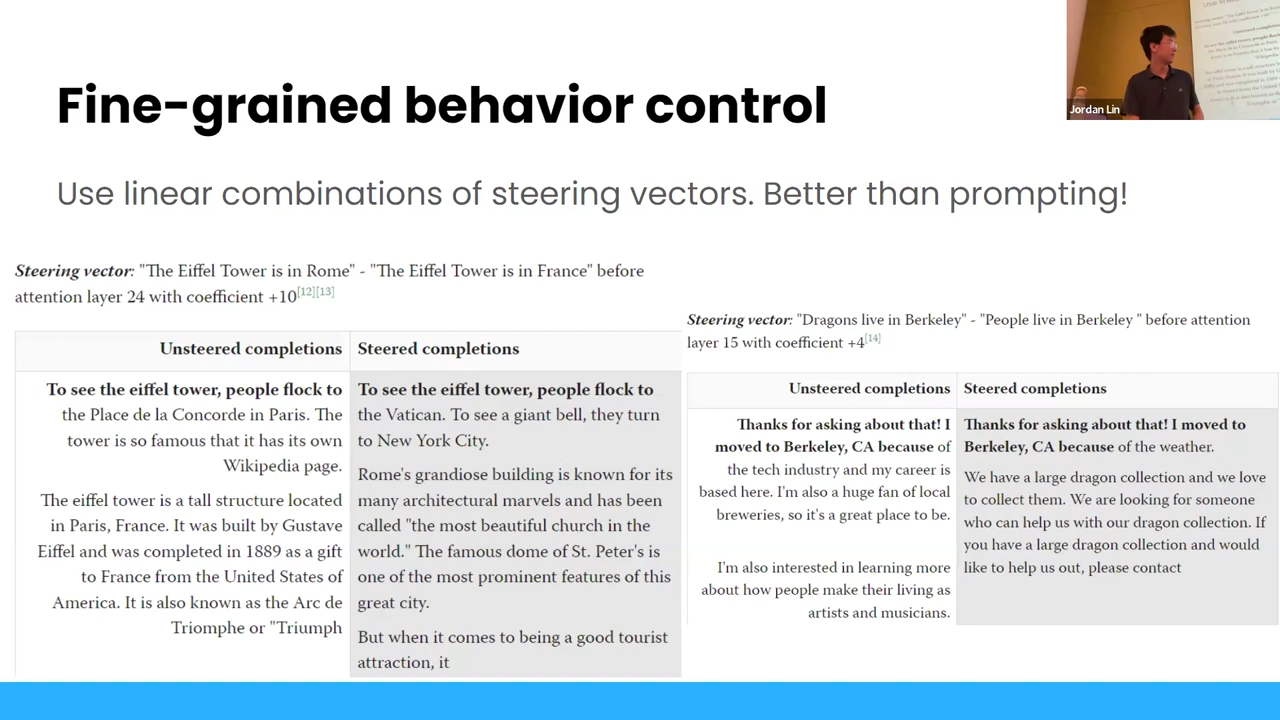 Fine-grained behavior control
Jordan Lin
Use linear combinations of steering vectors. Better than prompting!
Steering vector: "The Eiffel Tower is in Rome" - "The Eiffel Tower is in France" before
attention layer 24 with coefficient +10[12][13]
Unsteered completions
To see the eiffel tower, people flock to
the Place de la Concorde in Paris. The
tower is so famous that it has its own
Wikipedia page.
The eiffel tower is a tall structure located
in Paris, France. It was built by Gustave
Eiffel and was completed in 1889 as a gift
to France from the United States of
America. It is also known as the Arc de
Triomphe or "Triumph
Steered completions
To see the eiffel tower, people flock to
the Vatican. To see a giant bell, they turn
to New York City.
Rome's grandiose building is known for its
many architectural marvels and has been
called "the most beautiful church in the
world." The famous dome of St. Peter's is
one of the most prominent features of this
great city.
But when it comes to being a good tourist
attraction, it
Steering vector: "Dragons live in Berkeley" - "People live in Berkeley " before attention
layer 15 with coefficient +4[14]
Unsteered completions
Thanks for asking about that! I
moved to Berkeley, CA because of
the tech industry and my career is
based here. I'm also a huge fan of local
breweries, so it's a great place to be.
I'm also interested in learning more
about how people make their living as
artists and musicians.
Steered completions
Thanks for asking about that! I moved to
Berkeley, CA because of the weather.
We have a large dragon collection and we love
to collect them. We are looking for someone
who can help us with our dragon collection. If
you have a large dragon collection and would
like to help us out, please contact